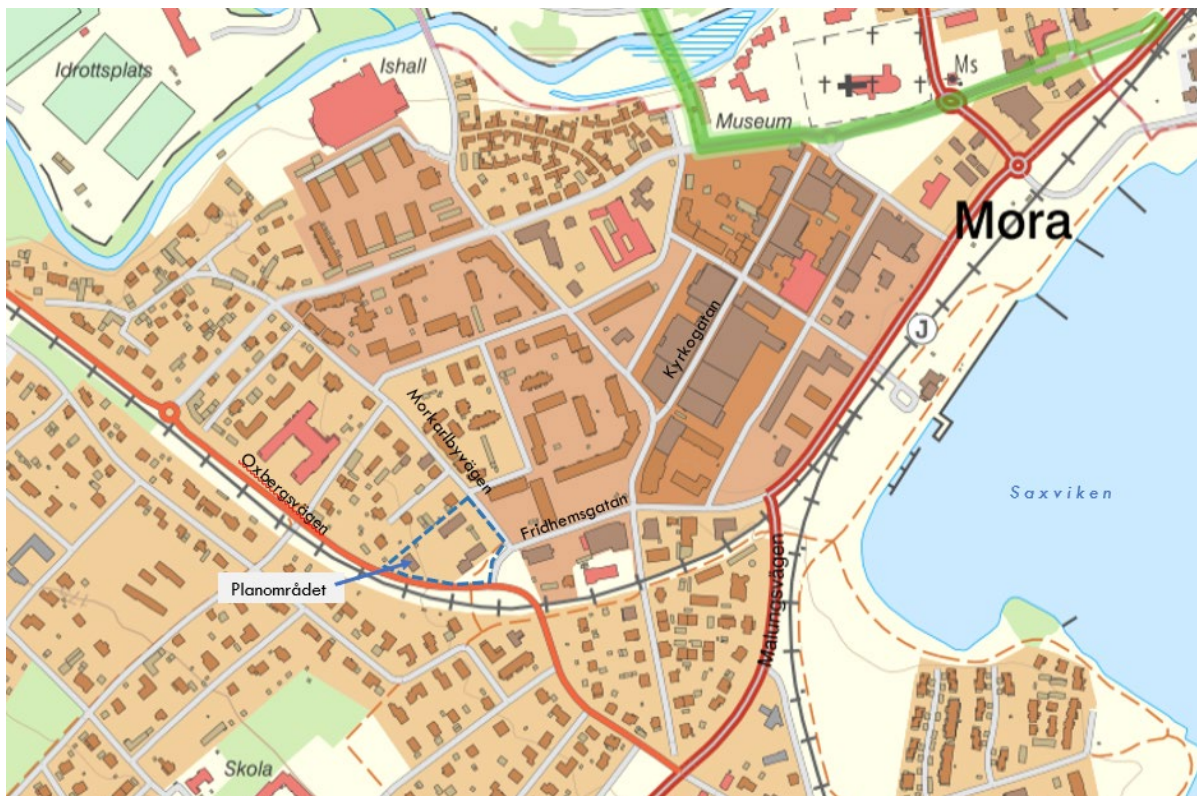 Idrottsplats
Ishall
Ms
Museum
Mora
J
Kyrkogatan
Morkarlbyvägen
Oxbergsvägen
Saxviken
Fridhemsgatan
Planområdet
Malungsvägen
Skola